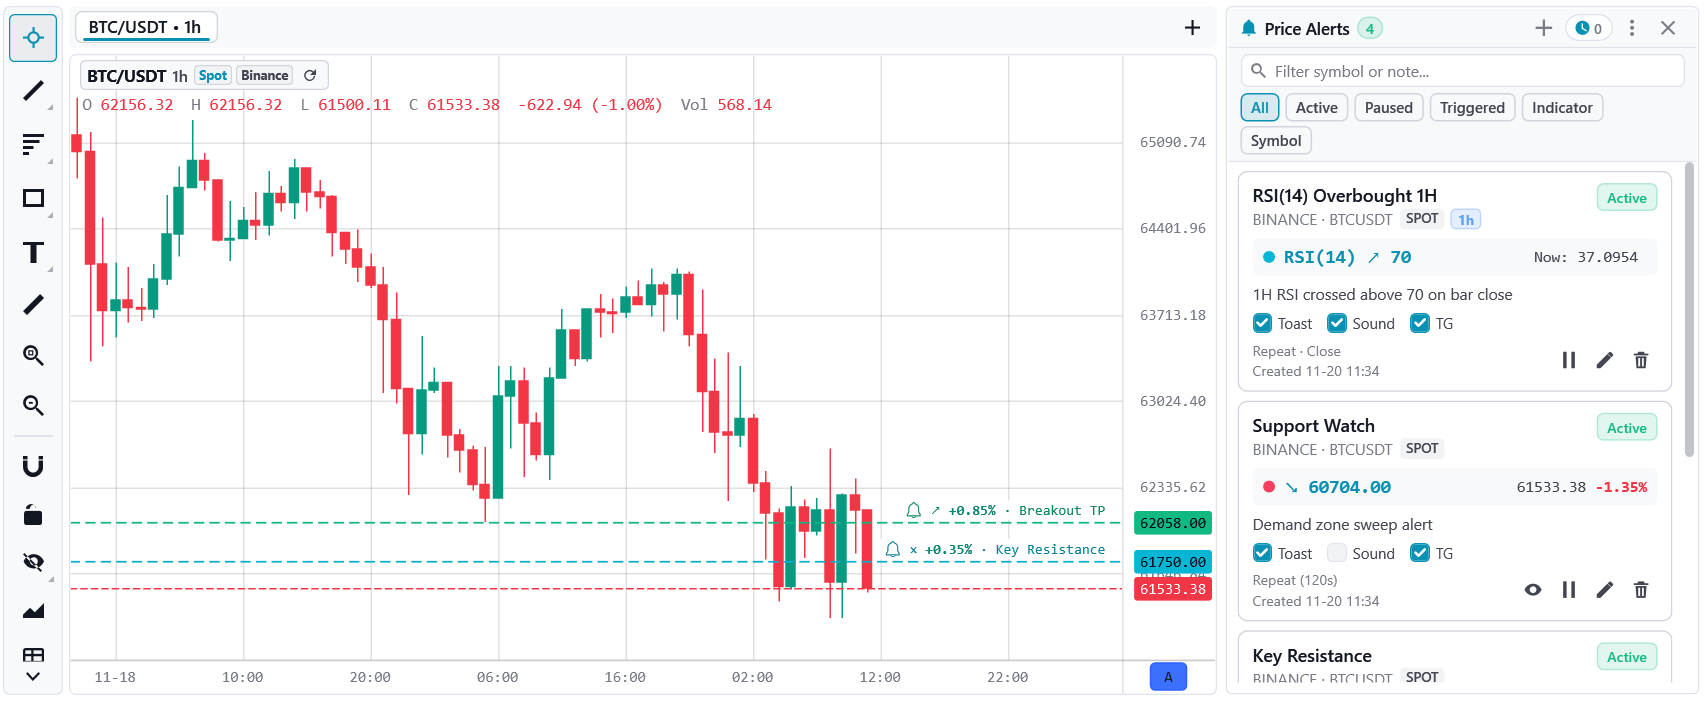 BTC/USDT • 1h
BTC/USDT 1h Spot Binance
O 62156.32 H 62156.32 L 61500.11 C 61533.38 -622.94 (-1.00%) Vol 568.14
65090.74
64401.96
63713.18
63024.40
62335.62
↗ +0.85% · Breakout TP
62058.00
× +0.35% · Key Resistance
61750.00
61533.38
11-18 10:00 20:00 06:00 16:00 02:00 12:00 22:00
A
T
Price Alerts 4
0
Filter symbol or note...
All Active Paused Triggered Indicator
Symbol
RSI(14) Overbought 1H
Active
BINANCE · BTCUSDT SPOT 1h
RSI(14) ↗ 70 Now: 37.0954
1H RSI crossed above 70 on bar close
Toast Sound TG
Repeat · Close
Created 11-20 11:34
Support Watch
Active
BINANCE · BTCUSDT SPOT
↘ 60704.00 61533.38 -1.35%
Demand zone sweep alert
Toast Sound TG
Repeat (120s)
Created 11-20 11:34
Key Resistance
Active
BINANCE · BTCUSDT SPOT